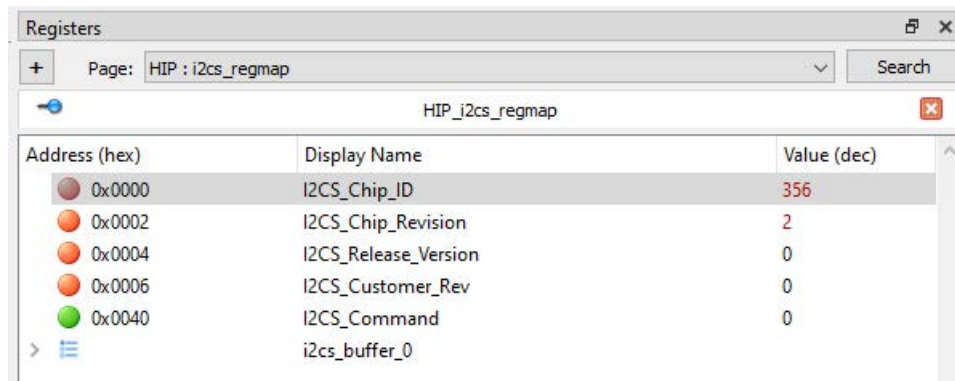 Registers
+ Page: HIP : i2cs_regmap Search
HIP_i2cs_regmap
Address (hex) Display Name Value (dec)
0x0000 I2CS_Chip_ID 356
0x0002 I2CS_Chip_Revision 2
0x0004 I2CS_Release_Version 0
0x0006 I2CS_Customer_Rev 0
0x0040 I2CS_Command 0
i2cs_buffer_0